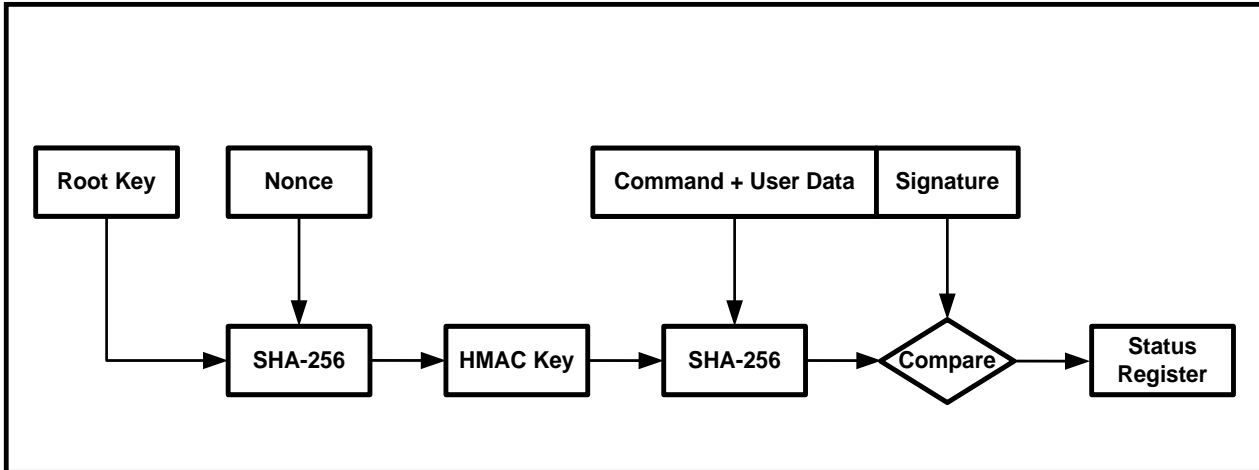 Root Key
Nonce
Command + User Data
Signature
SHA-256
HMAC Key
SHA-256
Compare
Status
Register